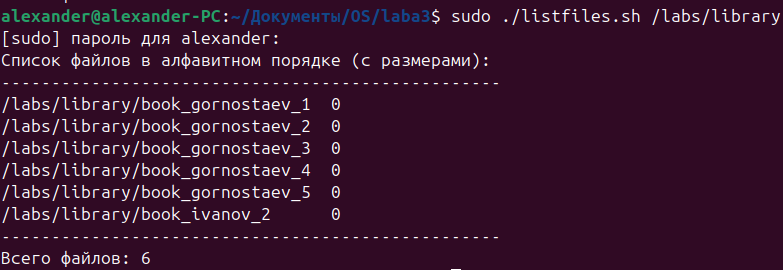 alexander@alexander-PC:~/Документы/OS/laba3$ sudo ./listfiles.sh /labs/library
[sudo] пароль для alexander:
Список файлов в алфавитном порядке (с размерами):
--------------------------------------------------
/labs/library/book_gornostaev_1  0
/labs/library/book_gornostaev_2  0
/labs/library/book_gornostaev_3  0
/labs/library/book_gornostaev_4  0
/labs/library/book_gornostaev_5  0
/labs/library/book_ivanov_2      0
--------------------------------------------------
Всего файлов: 6